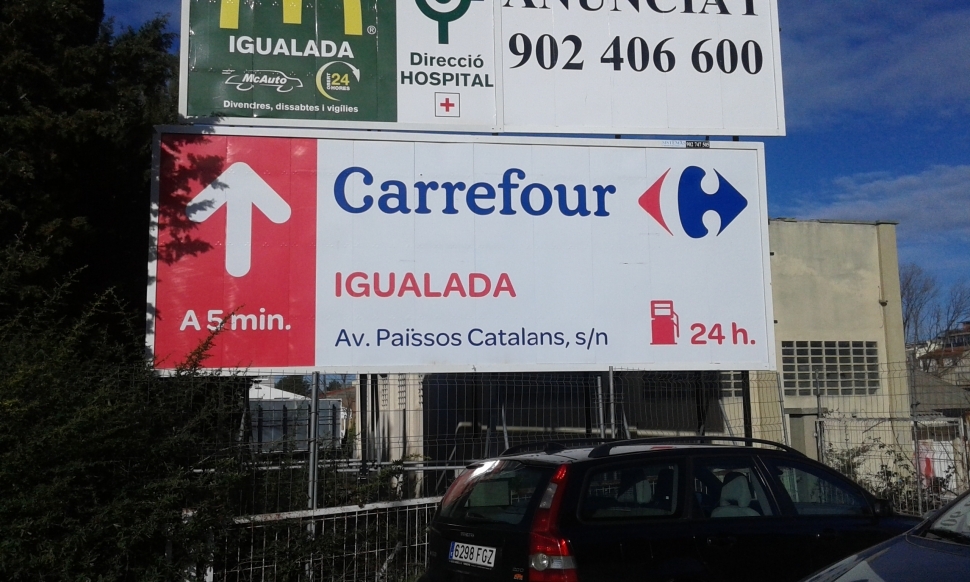 IGUALADA
McAuto
24
HORES
Divendres, dissabtes i vigílies
Direcció
HOSPITAL
ANUNCIA'T
902 406 600
Carrefour
IGUALADA
A 5 min.
Av. Països Catalans, s/n
24 h.
6298 FGZ